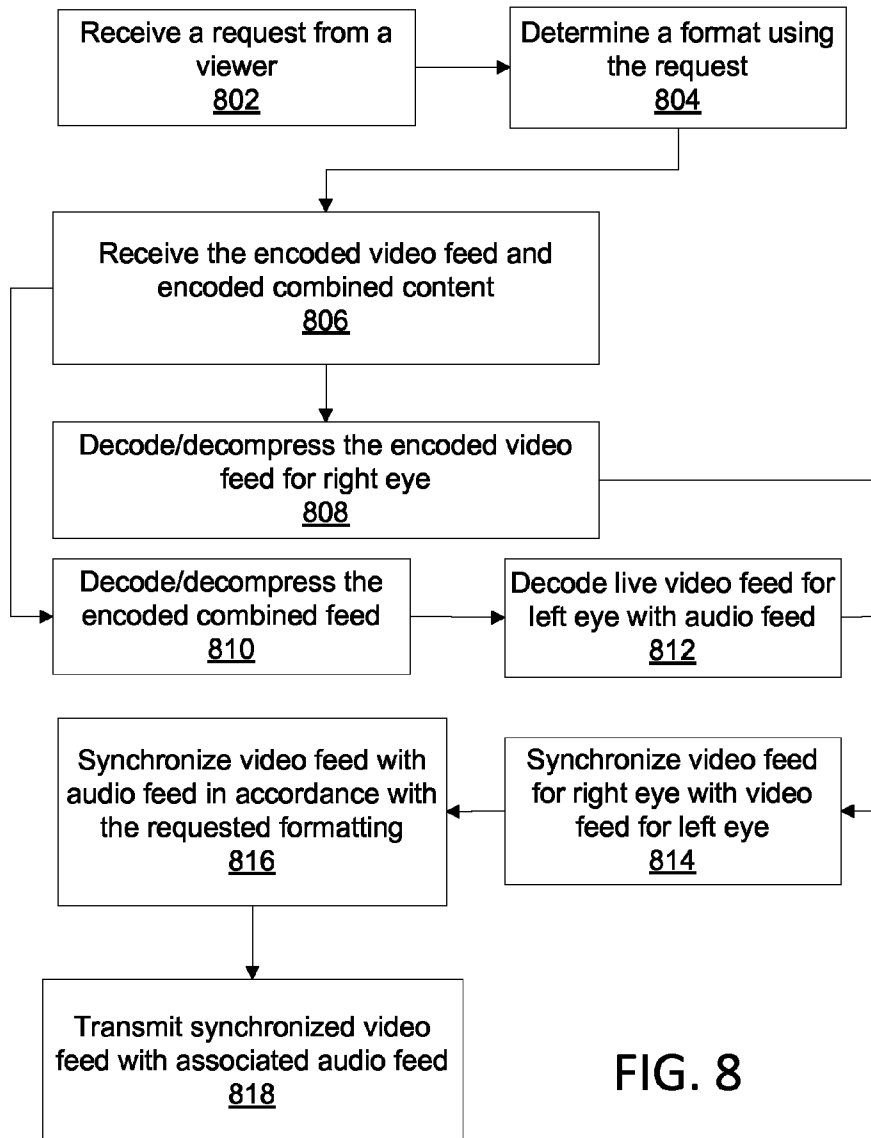 Receive a request from a
viewer
802
Determine a format using
the request
804
Receive the encoded video feed and
encoded combined content
806
Decode/decompress the encoded video
feed for right eye
808
Decode/decompress the
encoded combined feed
810
Decode live video feed for
left eye with audio feed
812
Synchronize video feed with
audio feed in accordance with
the requested formatting
816
Synchronize video feed
for right eye with video
feed for left eye
814
Transmit synchronized video
feed with associated audio feed
818
FIG. 8